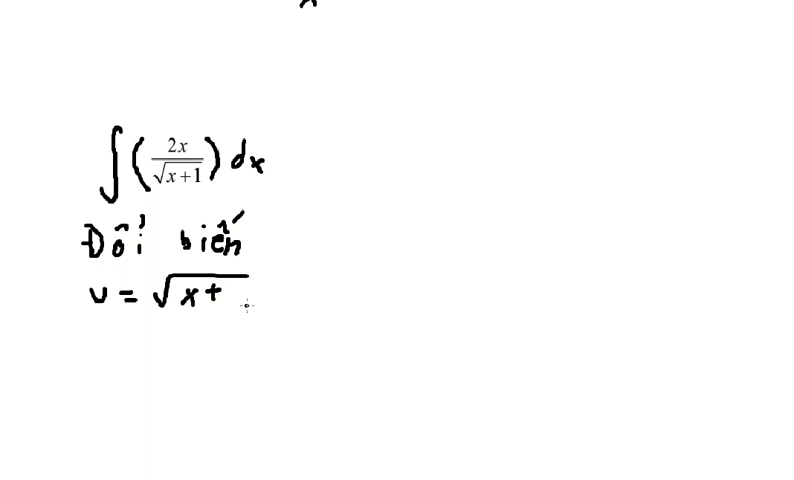 ∫ ( 2x / √(x+1) ) dx
Đổi biến
u = √x +